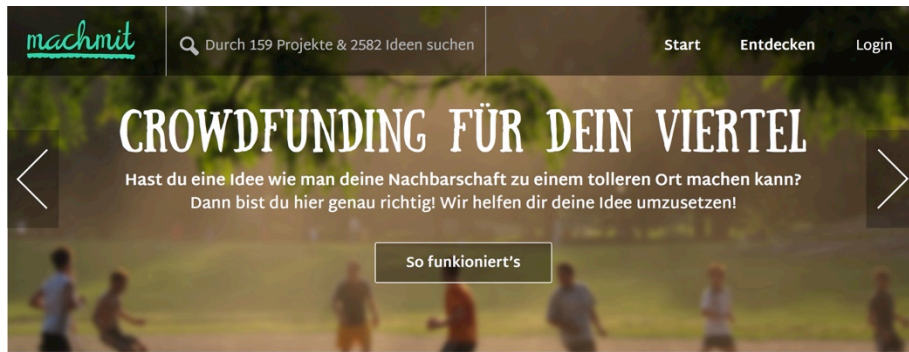 machmit
Durch 159 Projekte & 2582 Ideen suchen
Start
Entdecken
Login
CROWDFUNDING FÜR DEIN VIERTEL
Hast du eine Idee wie man deine Nachbarschaft zu einem tolleren Ort machen kann?
Dann bist du hier genau richtig! Wir helfen dir deine Idee umzusetzen!
So funkioniert's